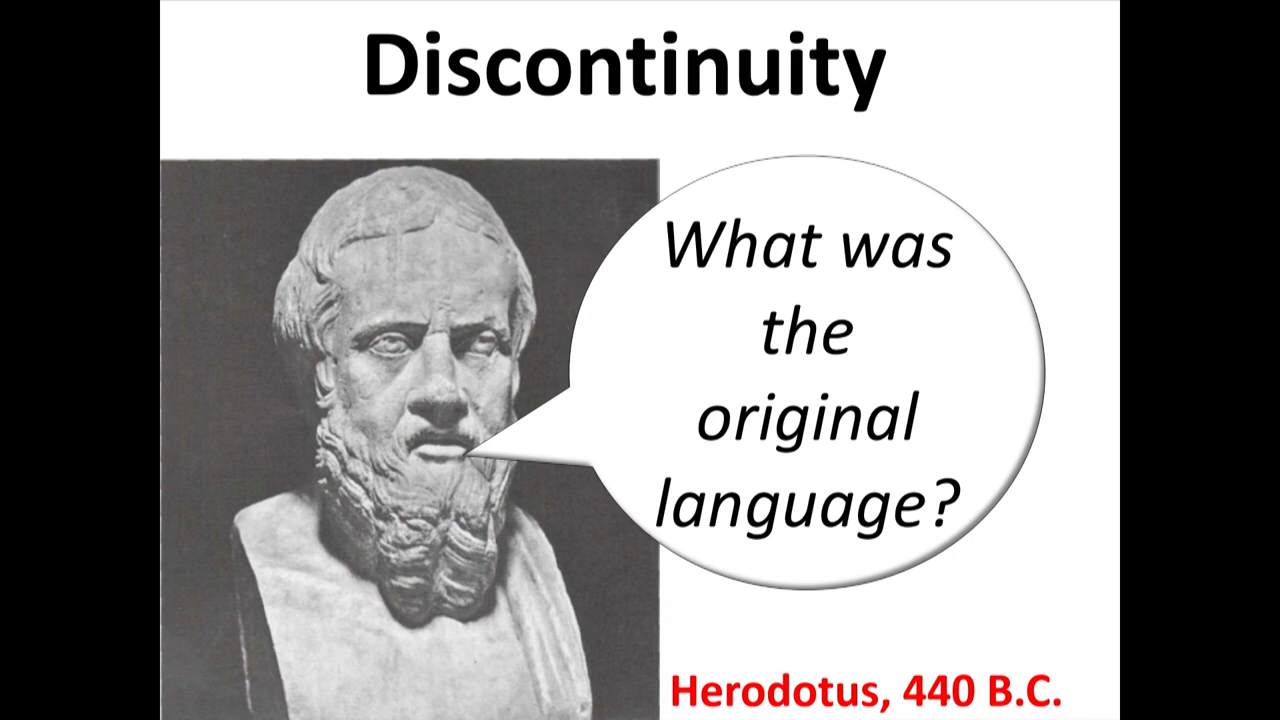 Discontinuity
What was
the
original
language?
Herodotus, 440 B.C.